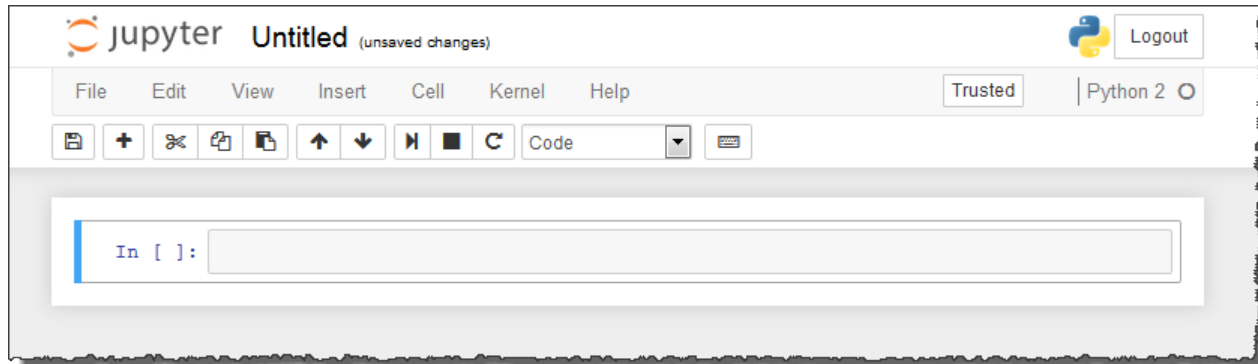 jupyter Untitled (unsaved changes) Logout
File Edit View Insert Cell Kernel Help Trusted Python 2
Code
In [ ]: